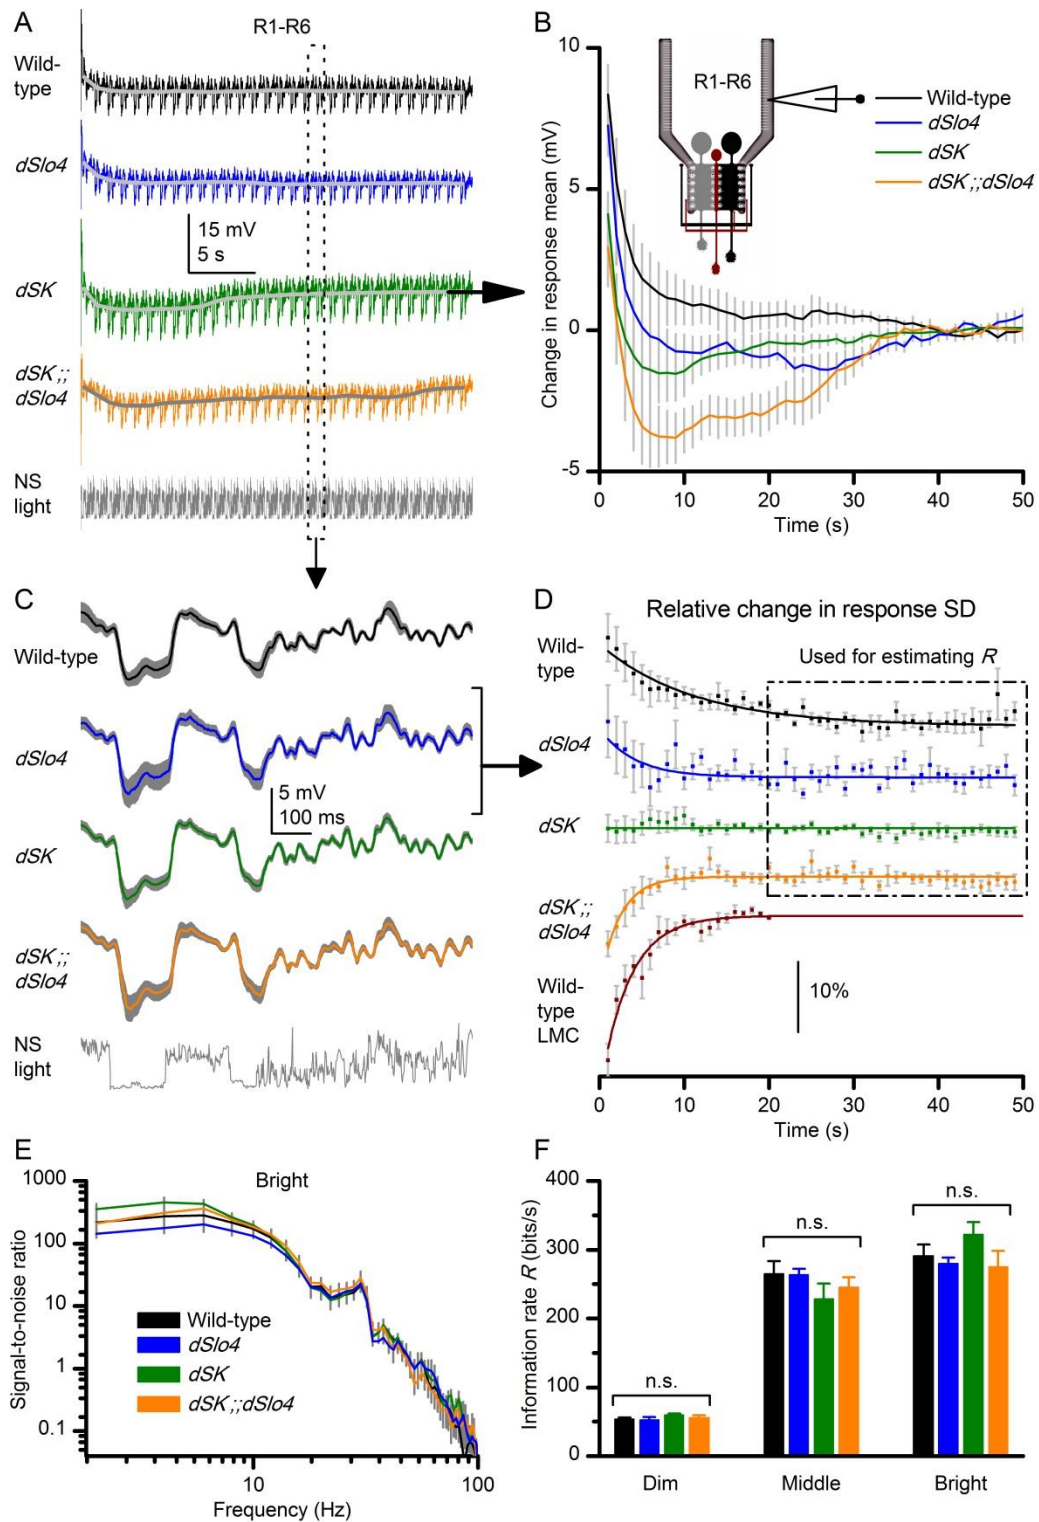 A
R1-R6
Wild-
type
dSlo4
15 mV
5 s
dSK
dSK;;
dSlo4
NS
light
B
Change in response mean (mV)
10
5
0
-5
R1-R6
Wild-type
dSlo4
dSK
dSK;;dSlo4
0 10 20 30 40 50
Time (s)
C
Wild-type
dSlo4
5 mV
100 ms
dSK
dSK;;
dSlo4
NS
light
D
Relative change in response SD
Wild-
type
Used for estimating R
dSlo4
dSK
dSK;;
dSlo4
Wild-
type
LMC
10%
0 10 20 30 40 50
Time (s)
E
Bright
Signal-to-noise ratio
1000
100
10
1
0.1
Wild-type
dSlo4
dSK
dSK;;dSlo4
10 100
Frequency (Hz)
F
Information rate R (bits/s)
400
300
200
100
0
n.s.
n.s.
n.s.
Dim Middle Bright